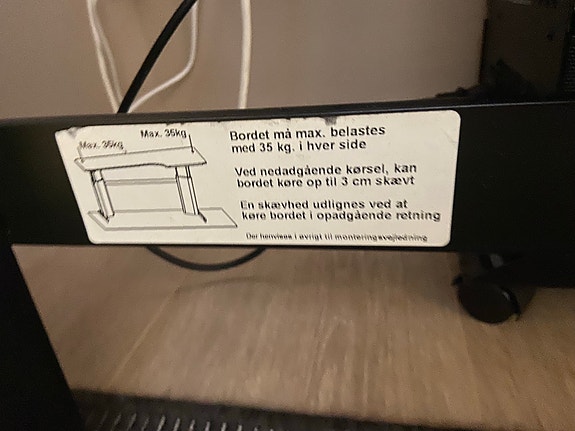 Max. 35kg
Max. 35kg
Bordet må max. belastes
med 35 kg. i hver side
Ved nedadgående kørsel, kan
bordet køre op til 3 cm skævt
En skævhed udlignes ved at
køre bordet i opadgående retning
Der henvises i øvrigt til monteringsvejledning